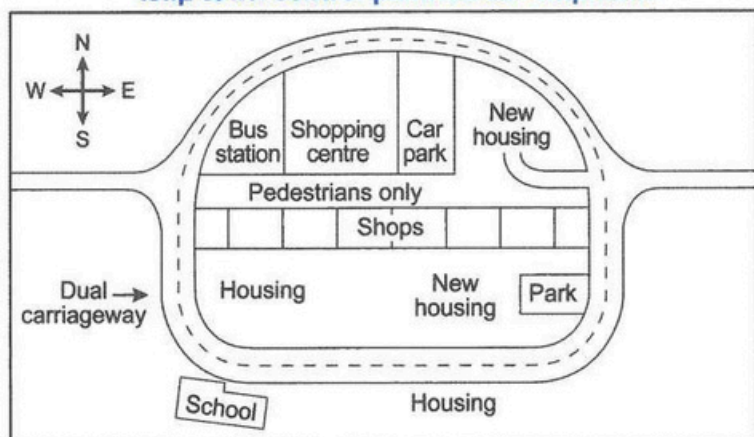 N
W E
S
Bus
station
Shopping
centre
Car
park
New
housing
Pedestrians only
Shops
Dual
carriageway
Housing
New
housing
Park
School
Housing